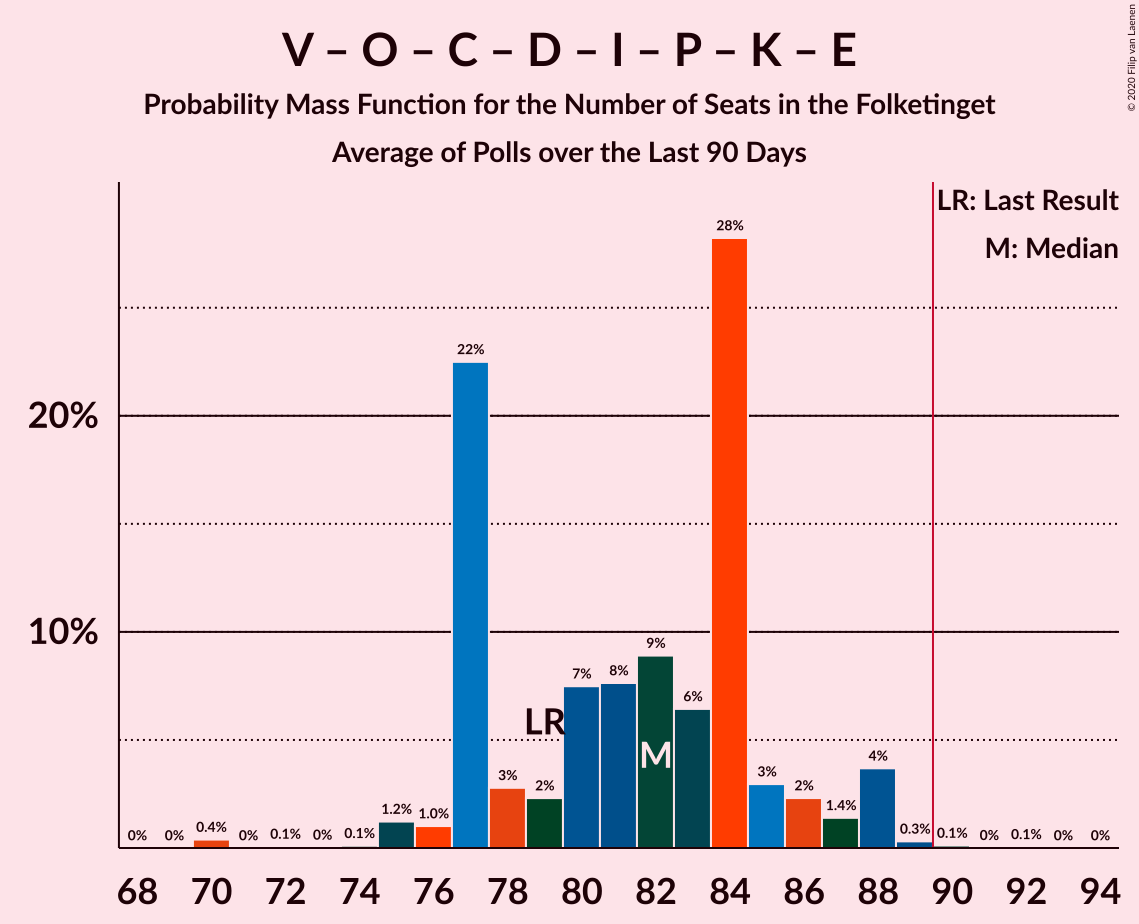 V – O – C – D – I – P – K – E
Probability Mass Function for the Number of Seats in the Folketinget
Average of Polls over the Last 90 Days
© 2020 Filip van Laenen
LR: Last Result
M: Median
20%
10%
0% 0% 0.4% 0% 0.1% 0% 0.1% 1.2% 1.0% 22% 3% 2% 7% 8% 9% 6% 28% 3% 2% 1.4% 4% 0.3% 0.1% 0% 0.1% 0% 0%
LR
M
68 70 72 74 76 78 80 82 84 86 88 90 92 94